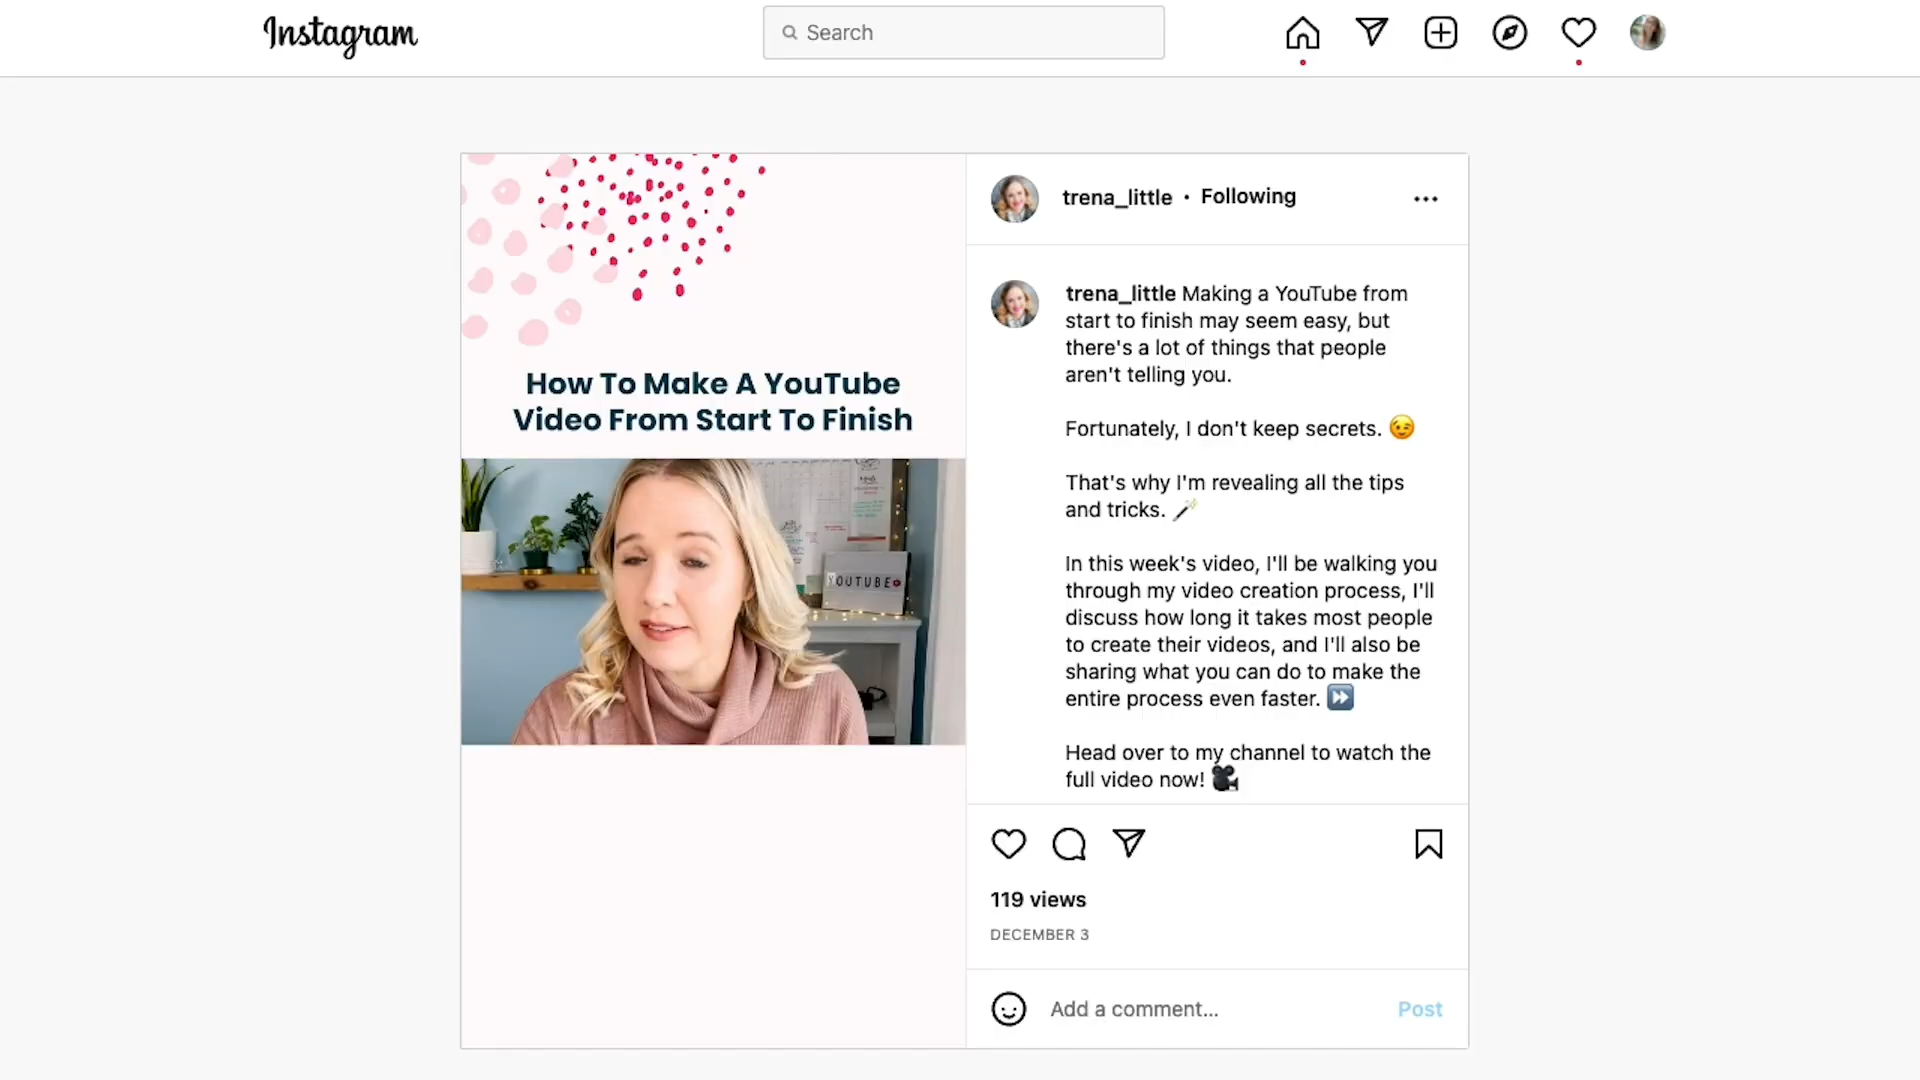 Instagram
Search
How To Make A YouTube
Video From Start To Finish
YOUTUBE
trena_little • Following
trena_little Making a YouTube from
start to finish may seem easy, but
there's a lot of things that people
aren't telling you.
Fortunately, I don't keep secrets. 😉
That's why I'm revealing all the tips
and tricks. 🪄
In this week's video, I'll be walking you
through my video creation process, I'll
discuss how long it takes most people
to create their videos, and I'll also be
sharing what you can do to make the
entire process even faster. ⏩
Head over to my channel to watch the
full video now! 🎥
119 views
DECEMBER 3
Add a comment...
Post